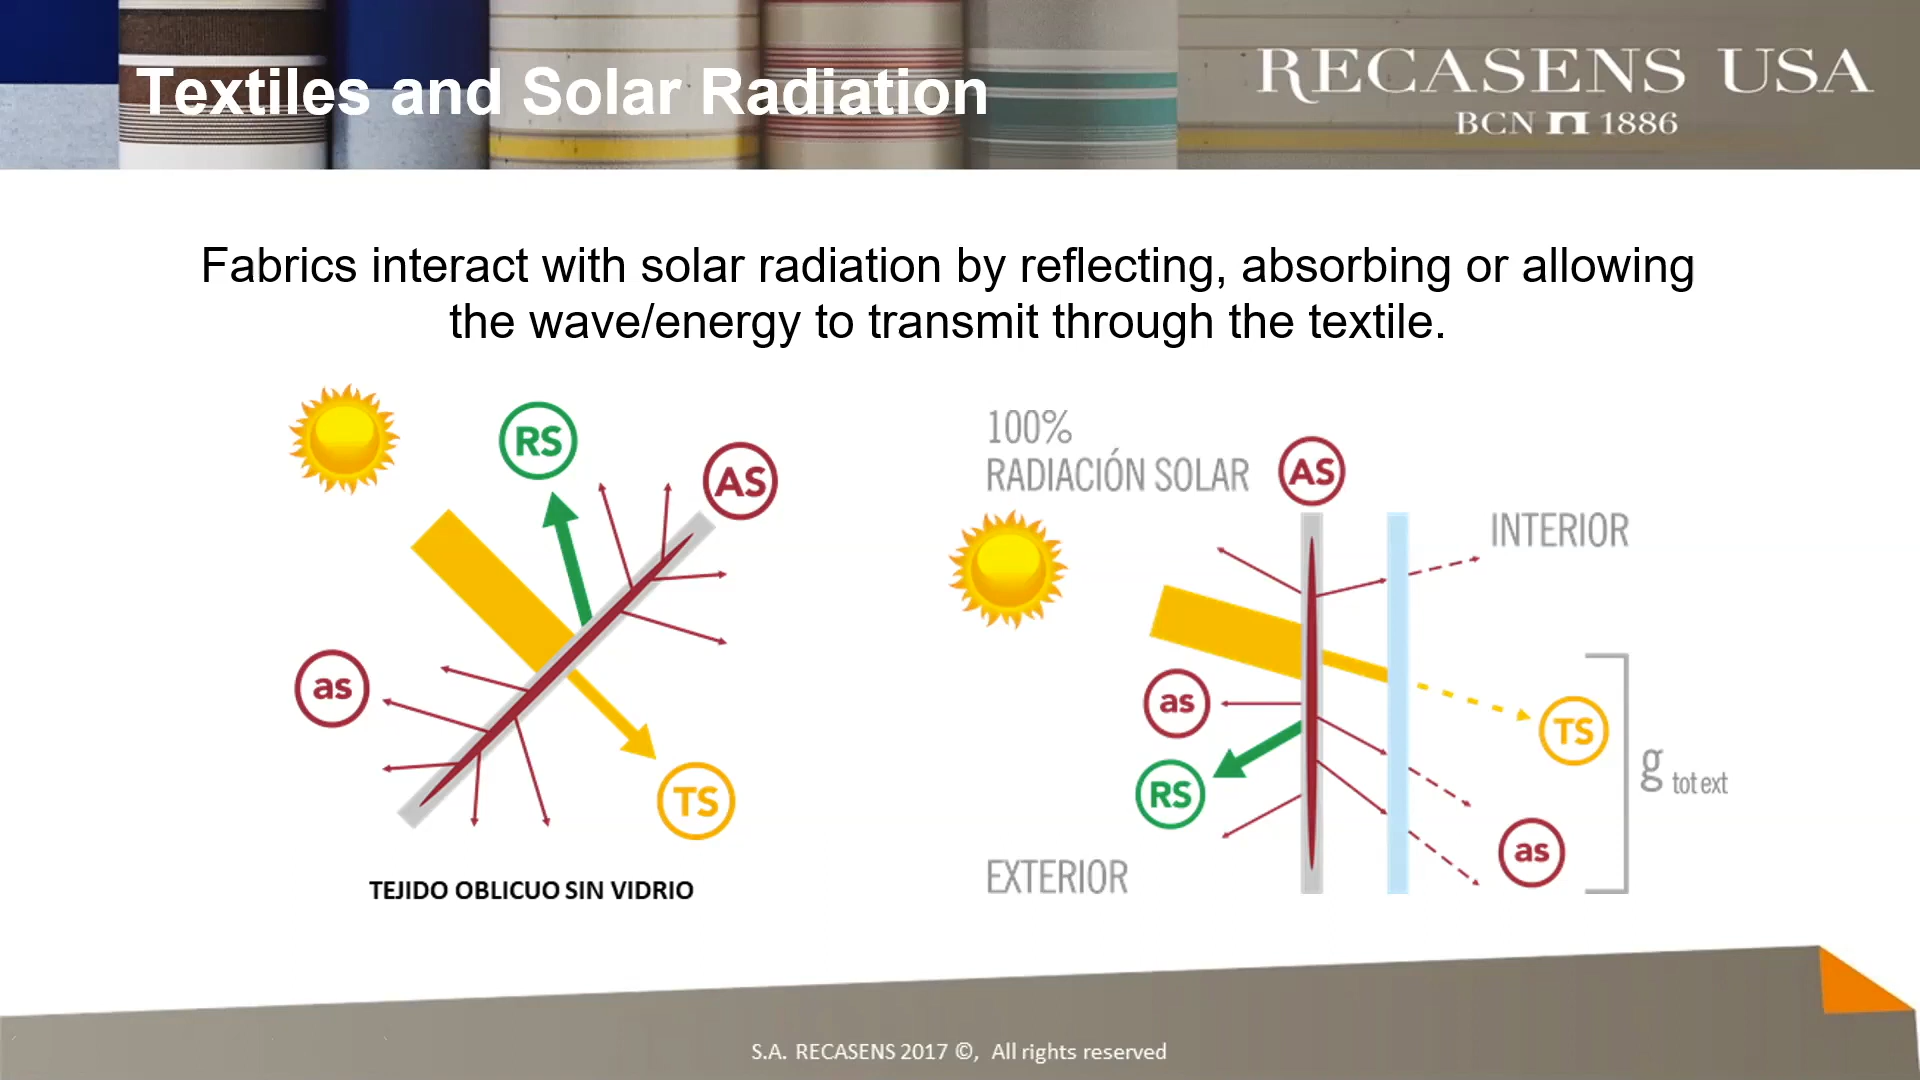 Textiles and Solar Radiation
RECASENS USA
BCN 1886
Fabrics interact with solar radiation by reflecting, absorbing or allowing
the wave/energy to transmit through the textile.
RS
AS
as
TS
TEJIDO OBLICUO SIN VIDRIO
100%
RADIACIÓN SOLAR
AS
INTERIOR
as
RS
TS
g tot ext
as
EXTERIOR
S.A. RECASENS 2017 ©, All rights reserved